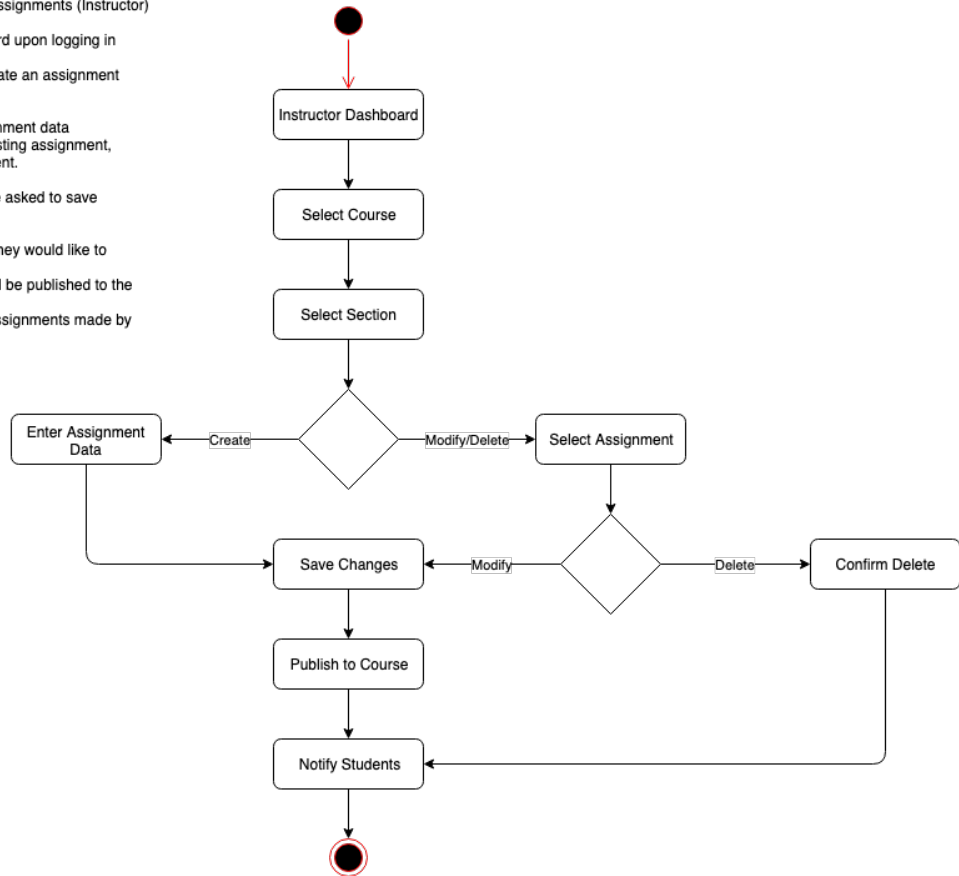 ssignments (Instructor)
rd upon logging in
ate an assignment
nment data
sting assignment,
ent.
e asked to save
hey would like to
l be published to the
ssignments made by
Instructor Dashboard
Select Course
Select Section
Enter Assignment
Data
Create
Modify/Delete
Select Assignment
Save Changes
Modify
Delete
Confirm Delete
Publish to Course
Notify Students